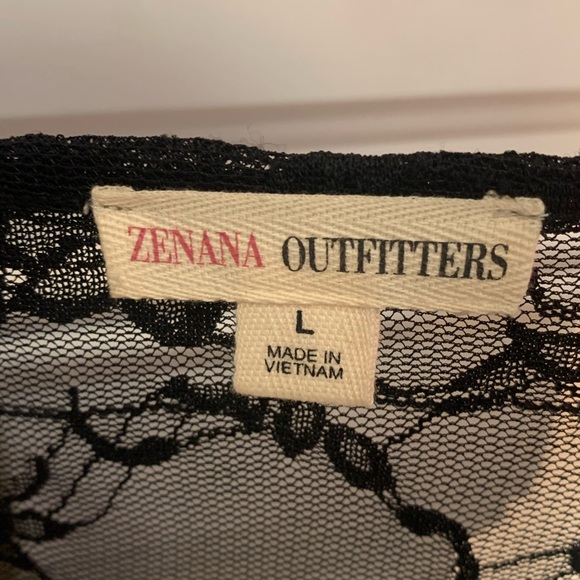 ZENANA OUTFITTERS
L
MADE IN
VIETNAM